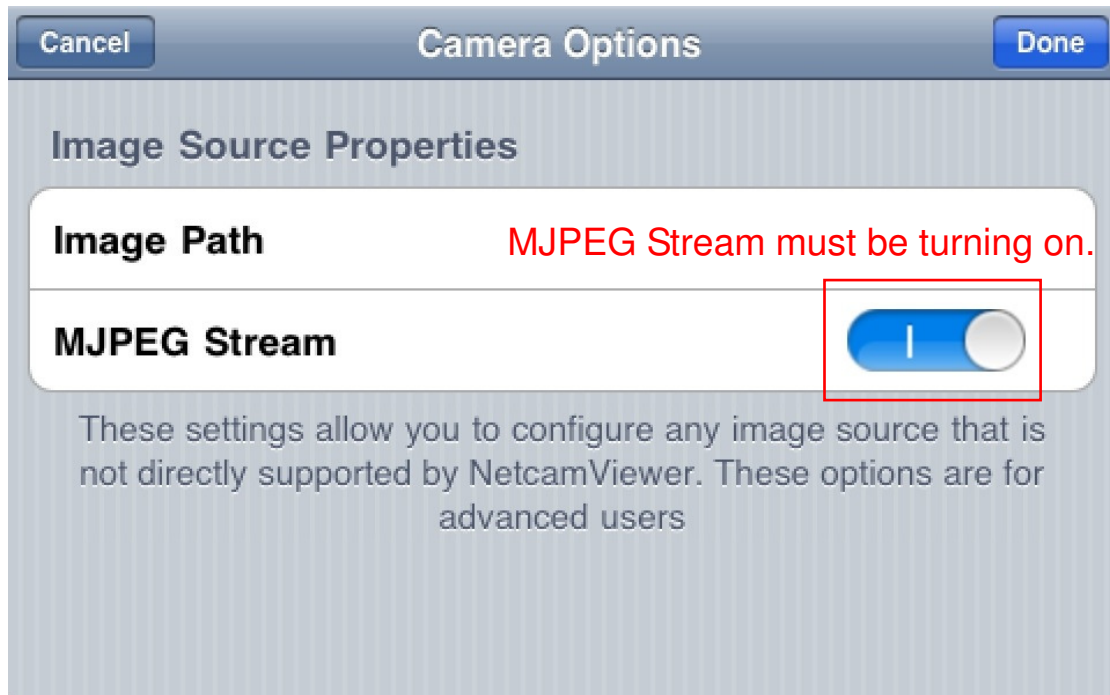 Cancel Camera Options Done
Image Source Properties
Image Path MJPEG Stream must be turning on.
MJPEG Stream
These settings allow you to configure any image source that is
not directly supported by NetcamViewer. These options are for
advanced users